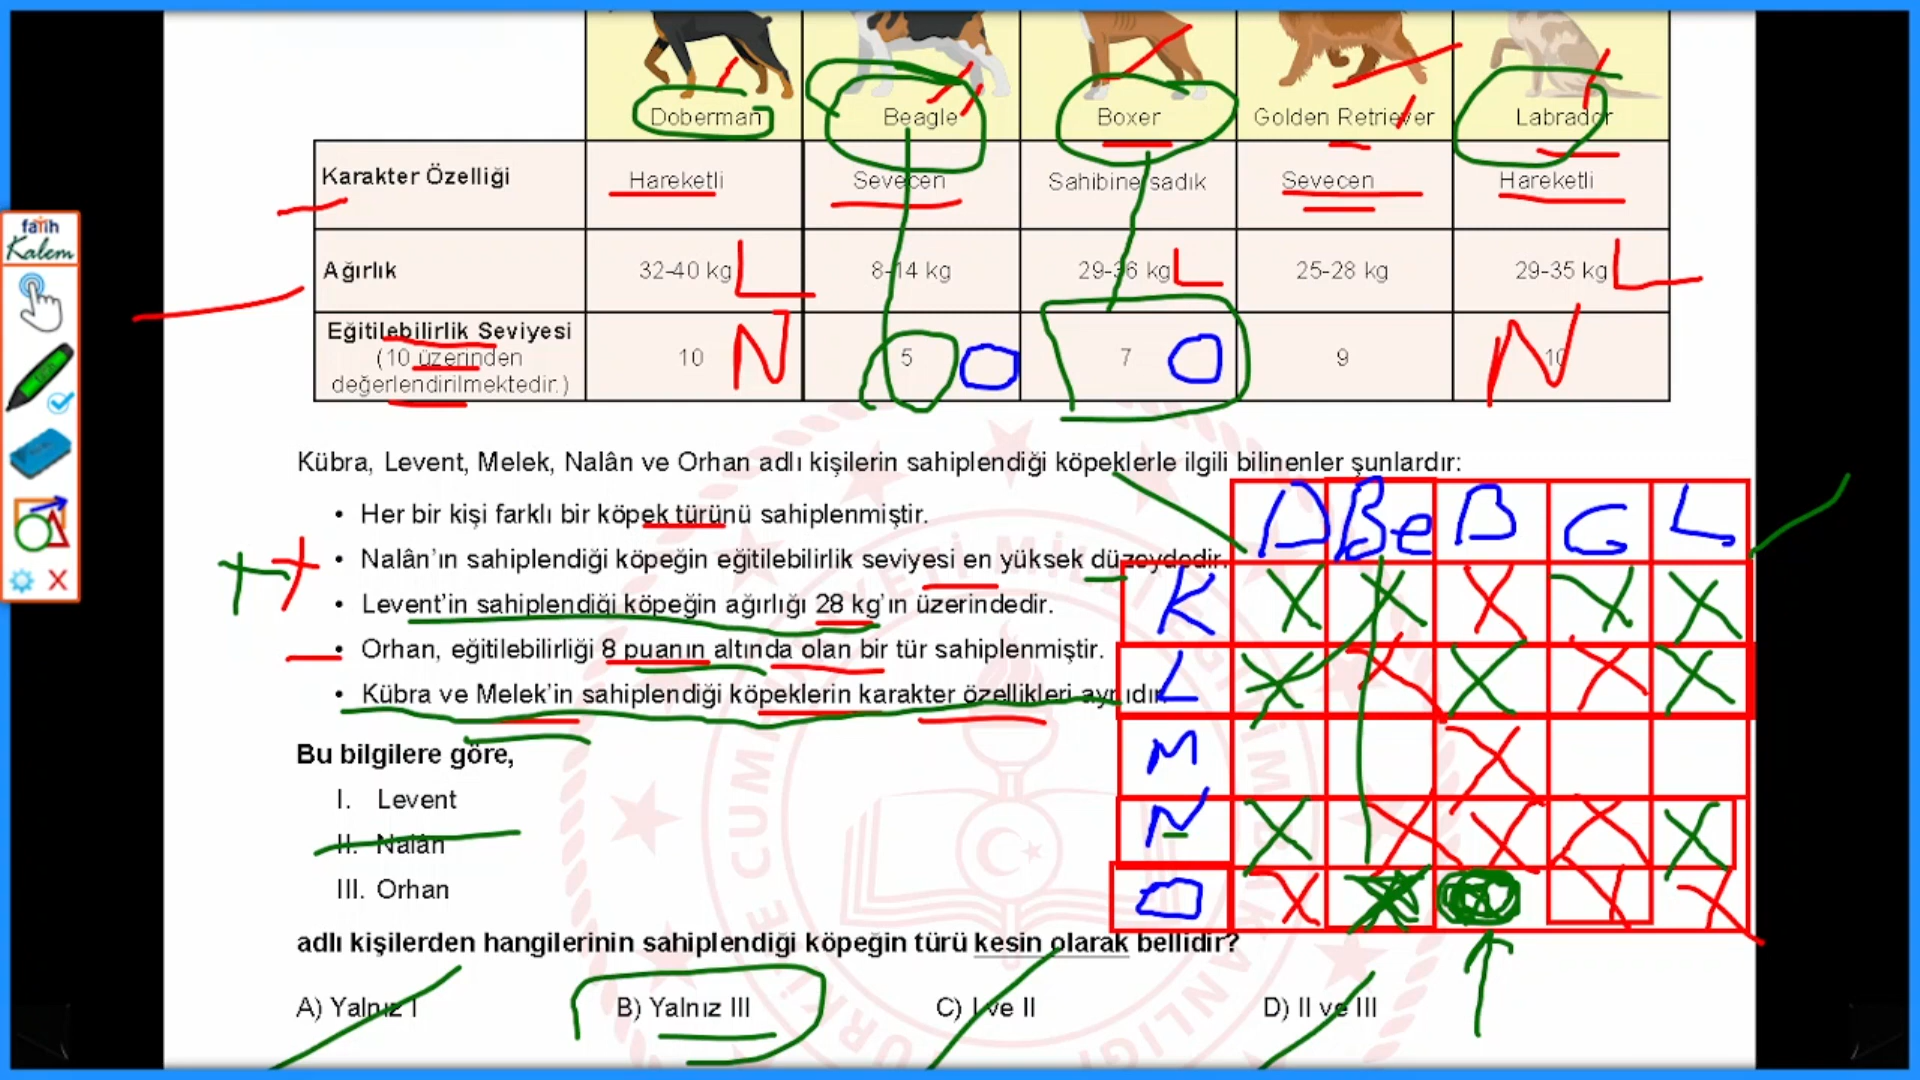 Doberman Beagle Boxer Golden Retriever Labrador
Karakter Özelliği Hareketli Sevecen Sahibine sadık Sevecen Hareketli
Ağırlık 32-40 kg L 8-14 kg 29-36 kg L 25-28 kg 29-35 kg L
Eğitilebilirlik Seviyesi
(10 üzerinden 10 N 5 O 7 O 9 10 N
değerlendirilmektedir.)
fatih
Kalem
Kübra, Levent, Melek, Nalân ve Orhan adlı kişilerin sahiplendiği köpeklerle ilgili bilinenler şunlardır:
• Her bir kişi farklı bir köpek türünü sahiplenmiştir.
• Nalân’ın sahiplendiği köpeğin eğitilebilirlik seviyesi en yüksek düzeydedir.
• Levent’in sahiplendiği köpeğin ağırlığı 28 kg’ın üzerindedir.
• Orhan, eğitilebilirliği 8 puanın altında olan bir tür sahiplenmiştir.
• Kübra ve Melek’in sahiplendiği köpeklerin karakter özellikleri aynıdır.
D Be B G L
K X X X X X
L X X X X X
M X
N X X X X X
O X X X X
Bu bilgilere göre,
I. Levent
II. Nalân
III. Orhan
adlı kişilerden hangilerinin sahiplendiği köpeğin türü kesin olarak bellidir?
A) Yalnız I B) Yalnız III C) I ve II D) II ve III